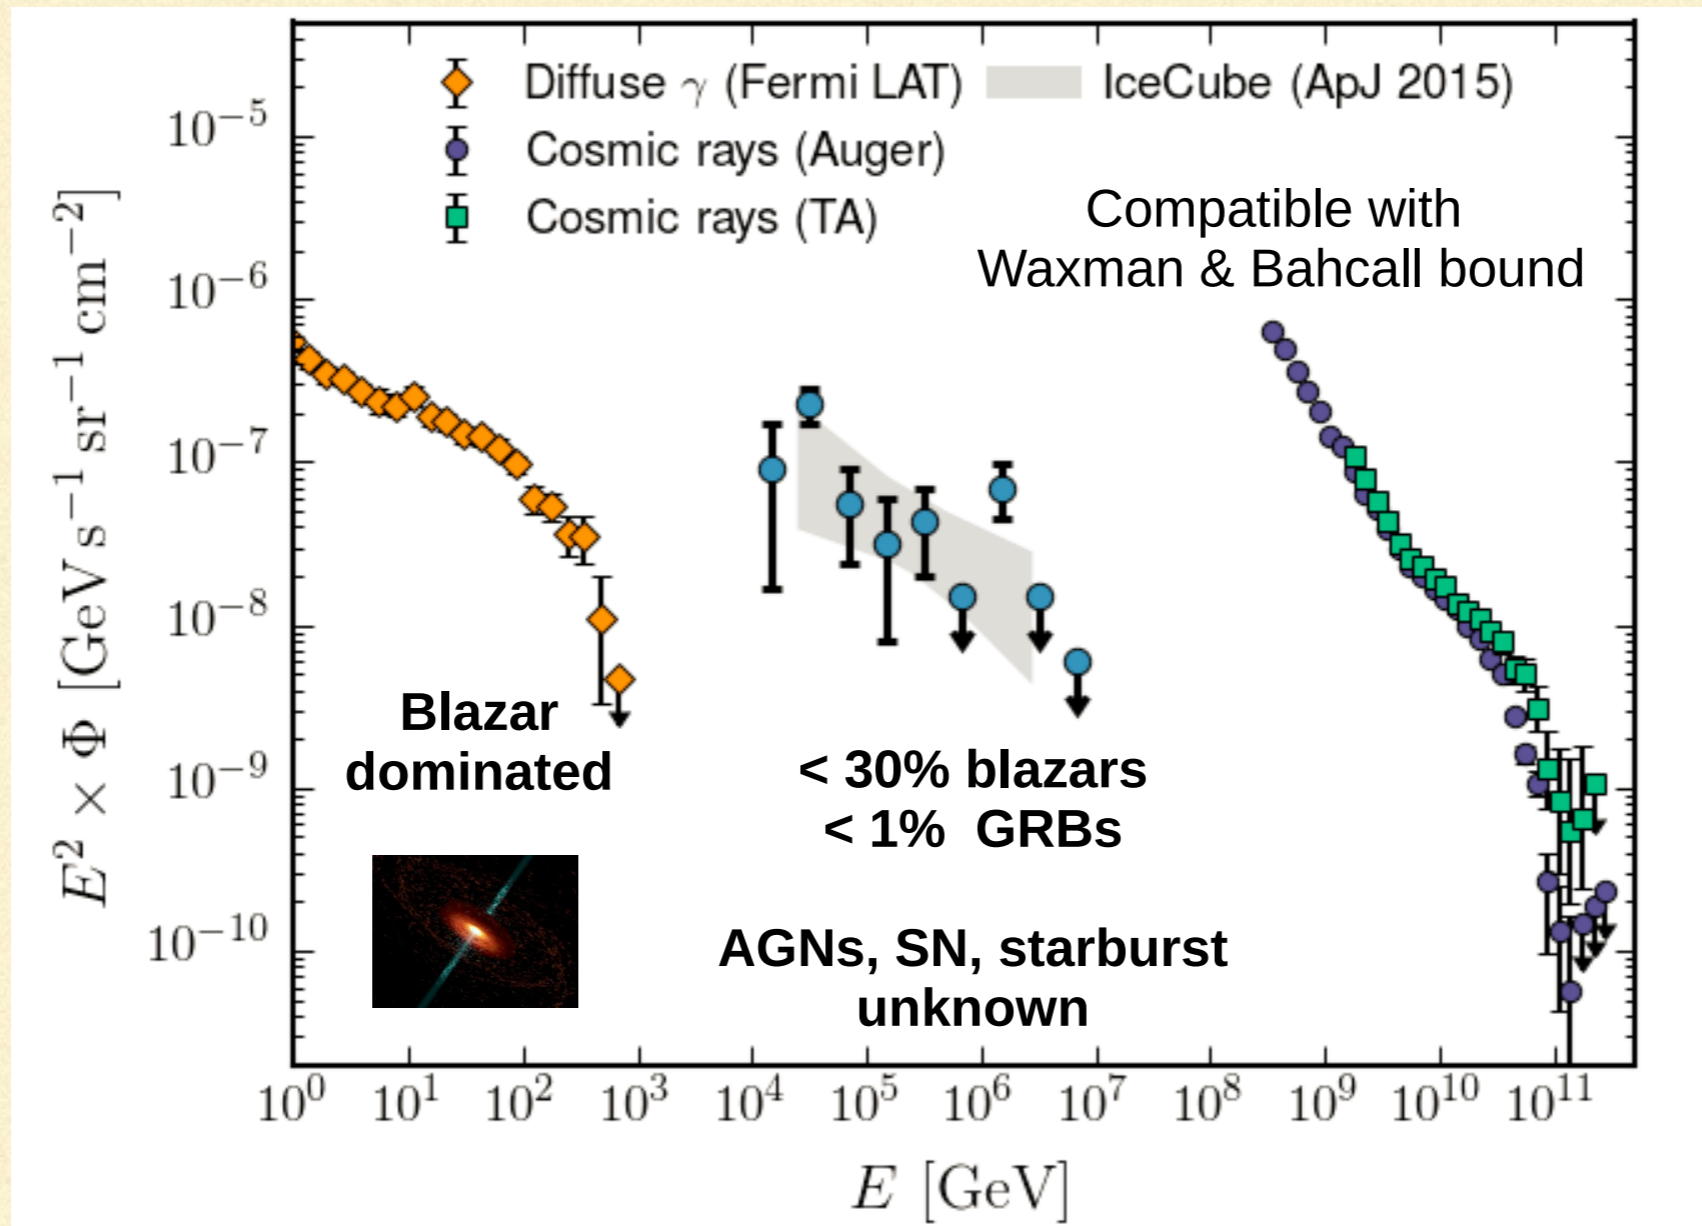 Diffuse γ (Fermi LAT)
IceCube (ApJ 2015)
Cosmic rays (Auger)
Cosmic rays (TA)
Compatible with
Waxman & Bahcall bound
Blazar
dominated
< 30% blazars
< 1% GRBs
AGNs, SN, starburst
unknown
E² × Φ [GeV s⁻¹ sr⁻¹ cm⁻²]
10⁻⁵
10⁻⁶
10⁻⁷
10⁻⁸
10⁻⁹
10⁻¹⁰
10⁰ 10¹ 10² 10³ 10⁴ 10⁵ 10⁶ 10⁷ 10⁸ 10⁹ 10¹⁰ 10¹¹
E [GeV]